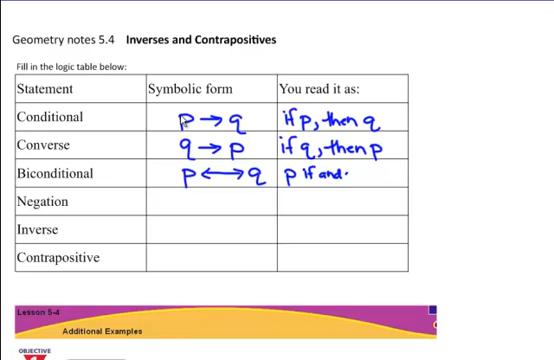 Geometry notes 5.4 Inverses and Contrapositives
Fill in the logic table below:
Statement Symbolic form You read it as:
Conditional p → q if p, then q
Converse q → p if q, then p
Biconditional p ↔ q p if and
Negation
Inverse
Contrapositive
Lesson 5-4
Additional Examples
OBJECTIVE